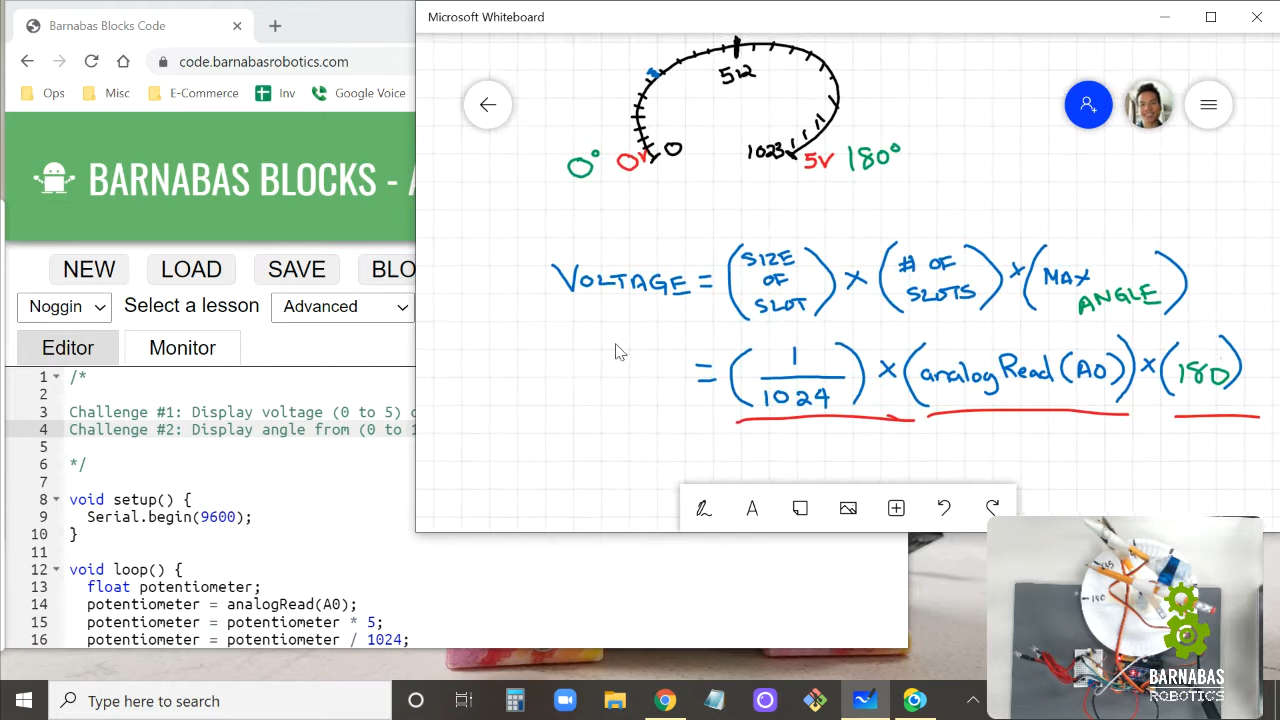 Barnabas Blocks Code
code.barnabasrobotics.com
Ops
Misc
E-Commerce
Inv
Google Voice
BARNABAS BLOCKS - A
NEW
LOAD
SAVE
BLO
Noggin
Select a lesson
Advanced
Editor
Monitor
1 /*
2
3 Challenge #1: Display voltage (0 to 5) o
4 Challenge #2: Display angle from (0 to 1
5
6 */
7
8 void setup() {
9 Serial.begin(9600);
10 }
11
12 void loop() {
13 float potentiometer;
14 potentiometer = analogRead(A0);
15 potentiometer = potentiometer * 5;
16 potentiometer = potentiometer / 1024;
Microsoft Whiteboard
512
0° 0V 0 1023 5V 180°
VOLTAGE = (SIZE OF SLOT) × (# OF SLOTS) × (MAX ANGLE)
= (1/1024) × (analogRead(A0)) × (180)
BARNABAS
ROBOTICS
Type here to search